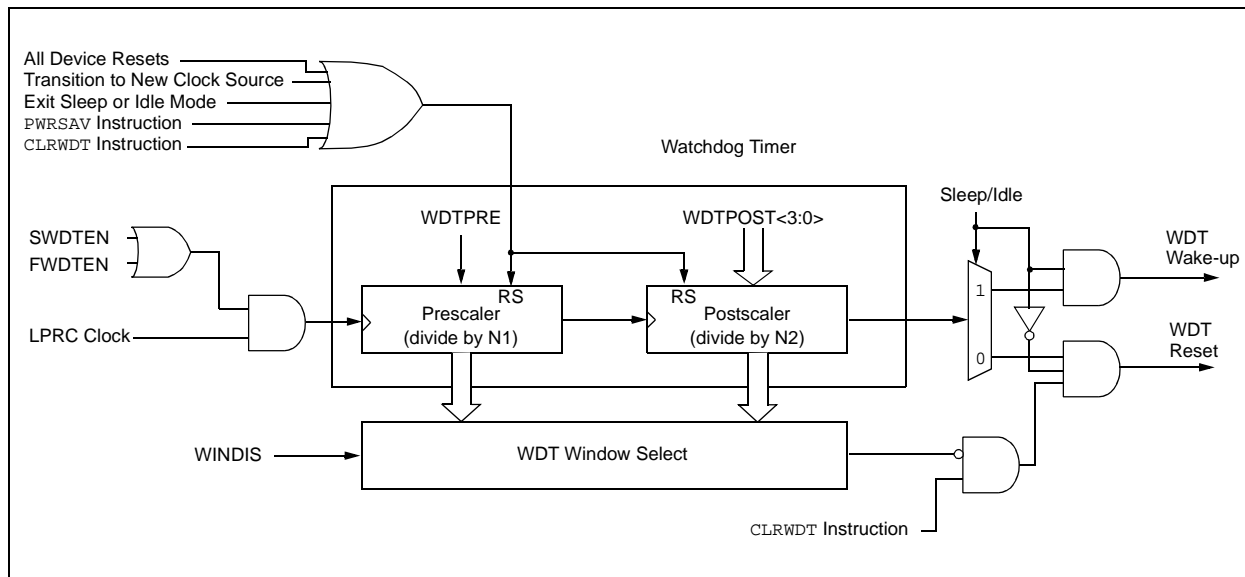 All Device Resets
Transition to New Clock Source
Exit Sleep or Idle Mode
PWRSAV Instruction
CLRWDT Instruction
Watchdog Timer
Sleep/Idle
WDTPRE
WDTPOST<3:0>
SWDTEN
FWDTEN
WDT
Wake-up
RS
RS
1
Prescaler
(divide by N1)
Postscaler
(divide by N2)
LPRC Clock
WDT
Reset
0
WINDIS
WDT Window Select
CLRWDT Instruction